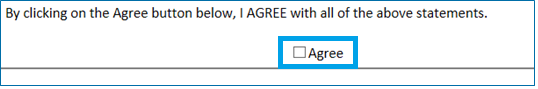 By clicking on the Agree button below, I AGREE with all of the above statements.
Agree